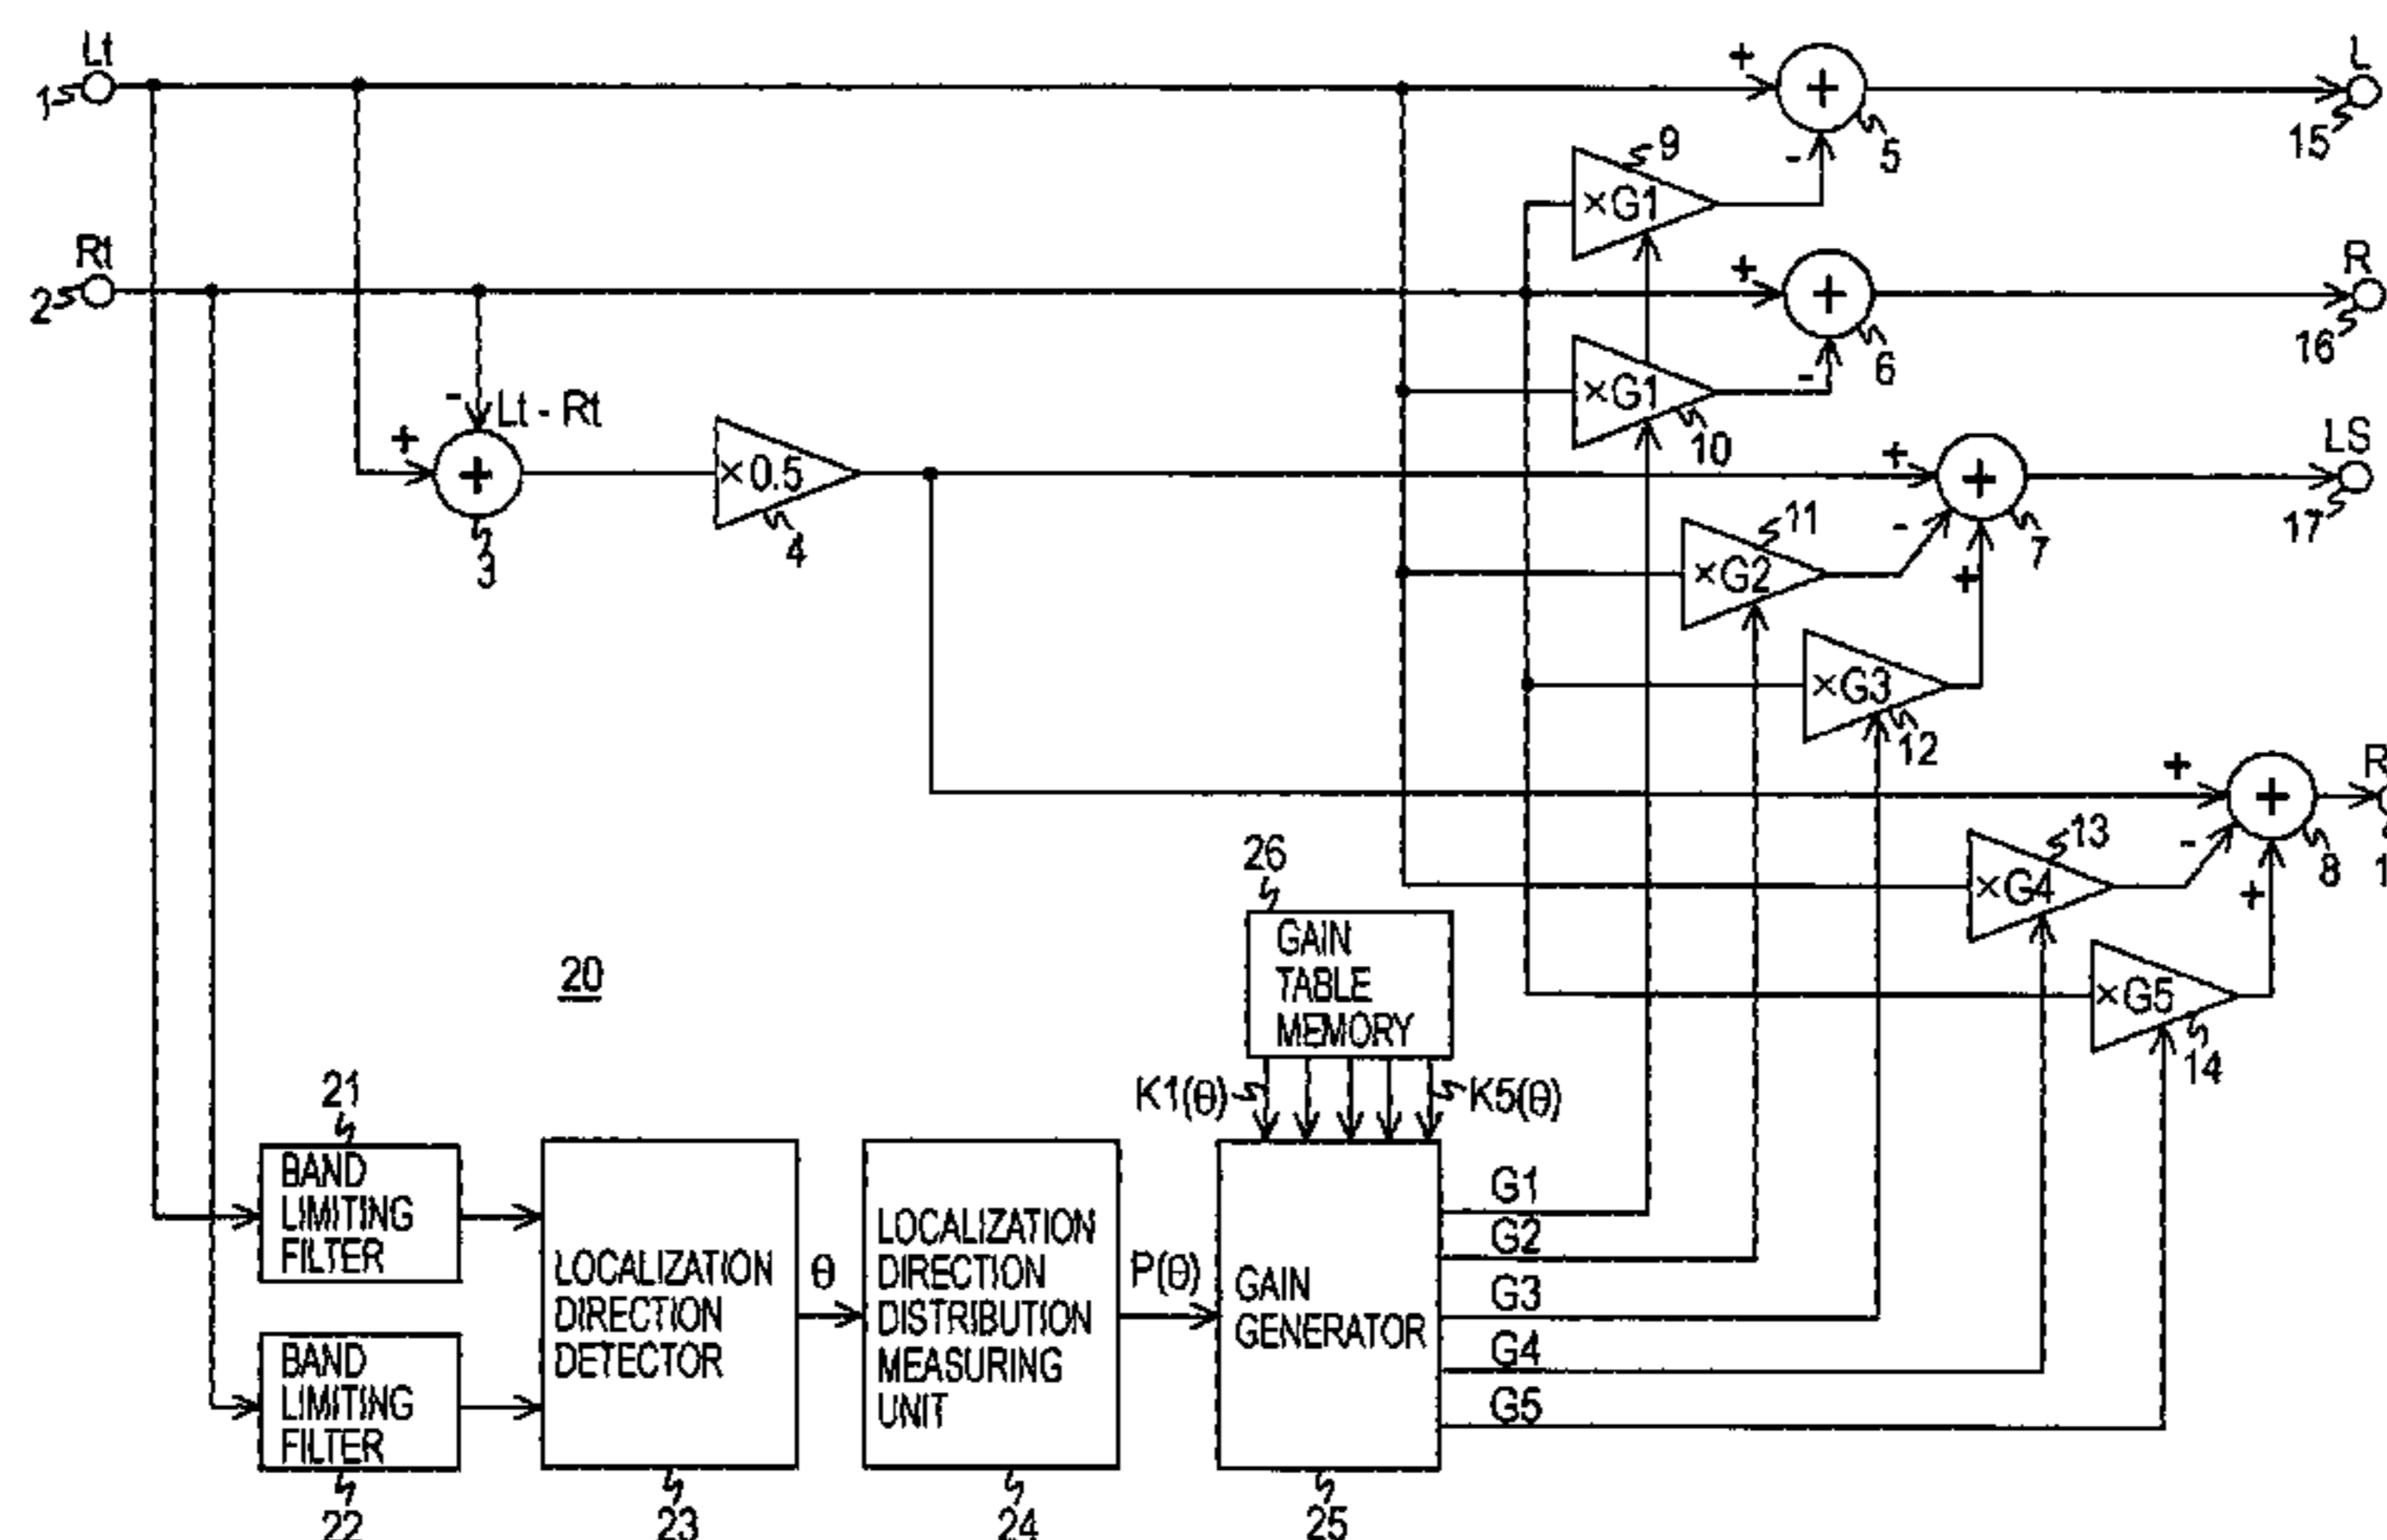 Lt
1
L
15
+
+
5
-
9
×G1
Rt
2
R
16
+
+
6
-
×G1
10
-
Lt - Rt
+
+
3
×0.5
4
LS
17
+
+
7
-
+
11
×G2
×G3
12
+
+
8
-
+
13
×G4
×G5
14
20
26
GAIN
TABLE
MEMORY
K1(θ)
K5(θ)
21
BAND
LIMITING
FILTER
BAND
LIMITING
FILTER
22
LOCALIZATION
DIRECTION
DETECTOR
23
θ
LOCALIZATION
DIRECTION
DISTRIBUTION
MEASURING
UNIT
24
P(θ)
GAIN
GENERATOR
25
G1
G2
G3
G4
G5